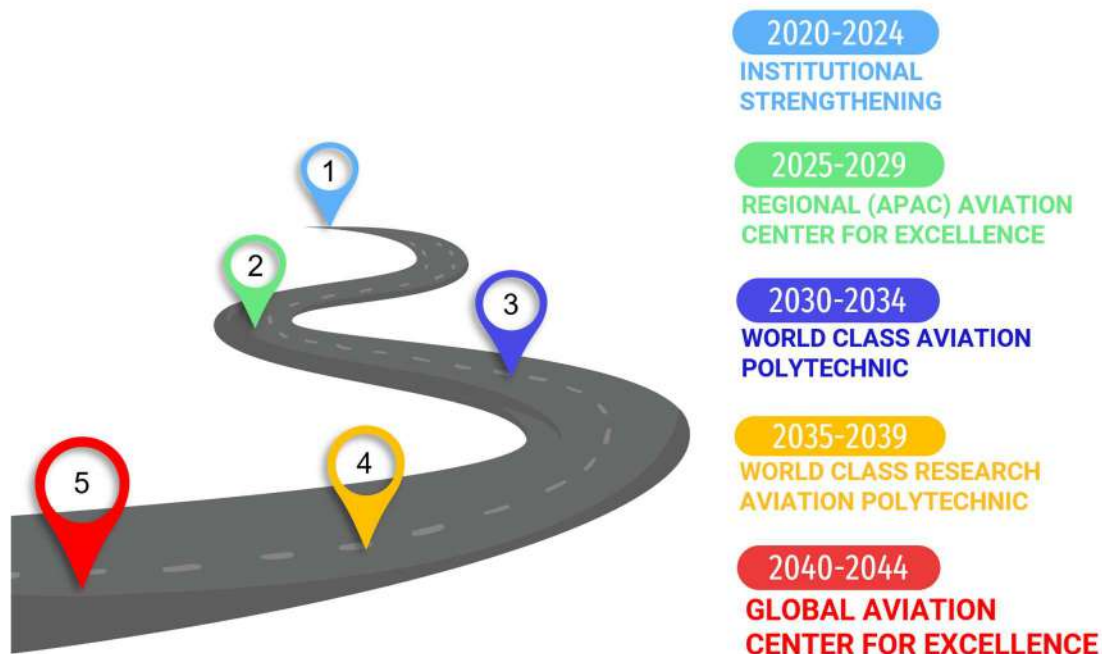 1
2
3
4
5
2020-2024
INSTITUTIONAL
STRENGTHENING
2025-2029
REGIONAL (APAC) AVIATION
CENTER FOR EXCELLENCE
2030-2034
WORLD CLASS AVIATION
POLYTECHNIC
2035-2039
WORLD CLASS RESEARCH
AVIATION POLYTECHNIC
2040-2044
GLOBAL AVIATION
CENTER FOR EXCELLENCE